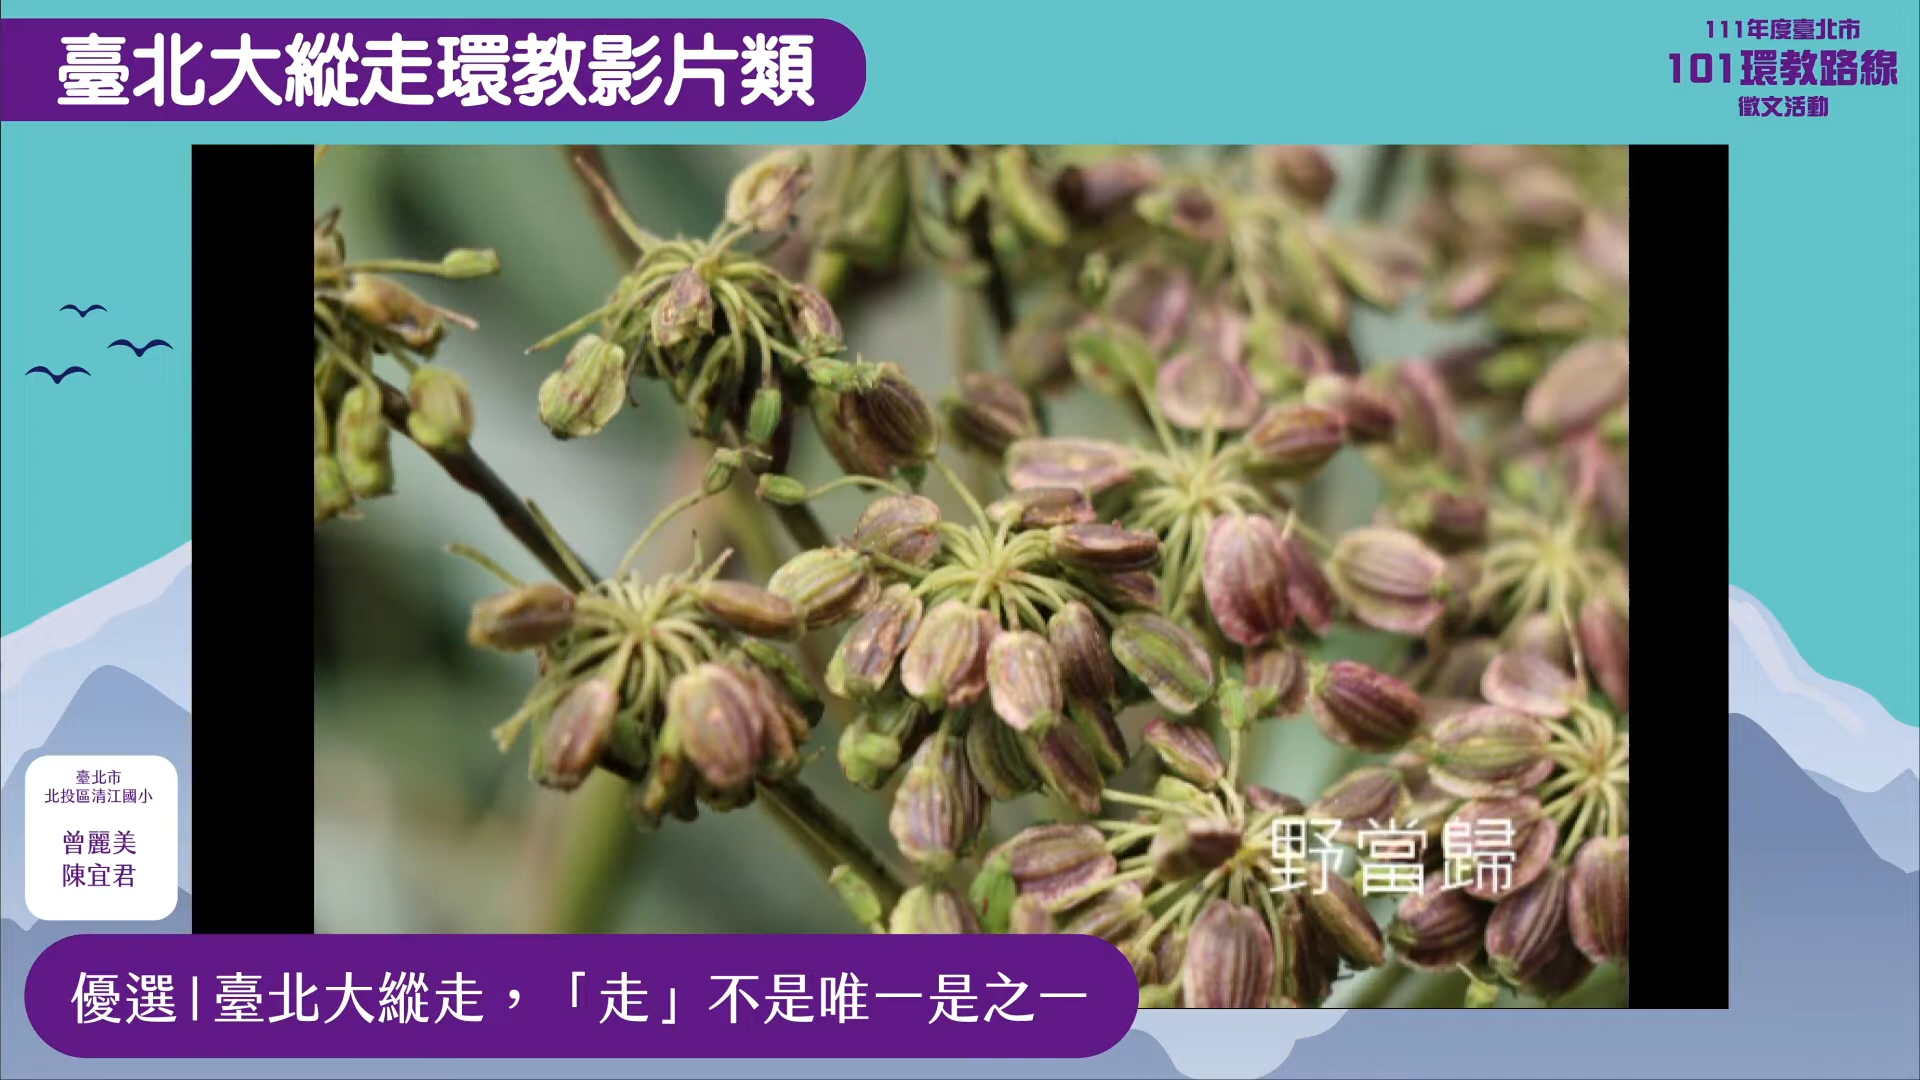 臺北大縱走環教影片類
111年度臺北市
101環教路線
徵文活動
野當歸
臺北市
北投區清江國小
曾麗美
陳宜君
優選|臺北大縱走，「走」不是唯一是之一